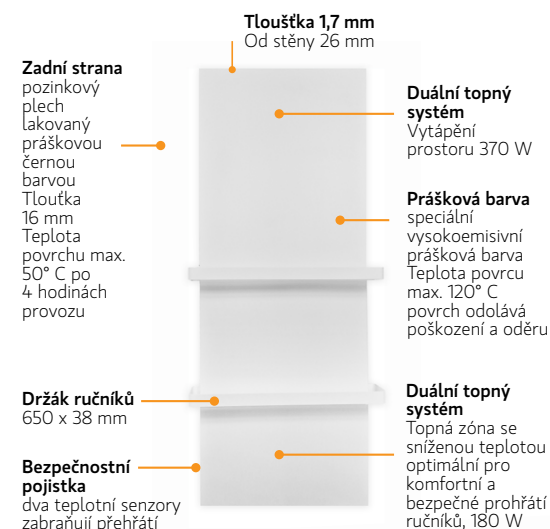 Tloušťka 1,7 mm
Od stěny 26 mm
Zadní strana
pozinkový
plech
lakovaný
práškovou
černou
barvou
Tlouťka
16 mm
Teplota
povrchu max.
50° C po
4 hodinách
provozu
Duální topný
systém
Vytápění
prostoru 370 W
Prášková barva
speciální
vysokoemisivní
prášková barva
Teplota povrcu
max. 120° C
povrch odolává
poškození a oděru
Držák ručníků
650 x 38 mm
Bezpečnostní
pojistka
dva teplotní senzory
zabraňují přehřátí
Duální topný
systém
Topná zóna se
sníženou teplotou
optimální pro
komfortní a
bezpečné prohřátí
ručníků, 180 W